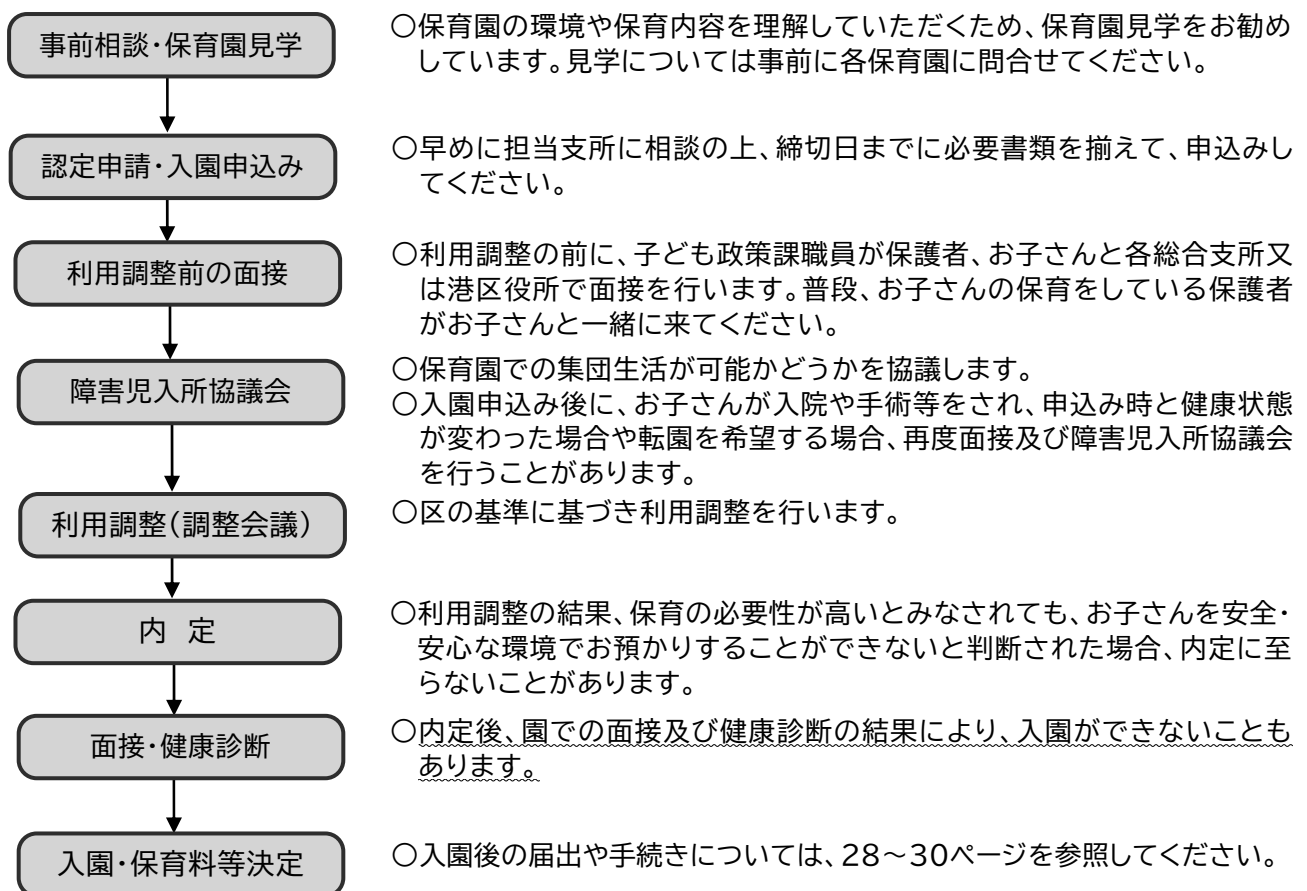 事前相談・保育園見学
○保育園の環境や保育内容を理解していただくため、保育園見学をお勧め
しています。見学については事前に各保育園に問合せてください。
認定申請・入園申込み
○早めに担当支所に相談の上、締切日までに必要書類を揃えて、申込みし
てください。
利用調整前の面接
○利用調整の前に、子ども政策課職員が保護者、お子さんと各総合支所又
は港区役所で面接を行います。普段、お子さんの保育をしている保護者
がお子さんと一緒に来てください。
障害児入所協議会
○保育園での集団生活が可能かどうかを協議します。
○入園申込み後に、お子さんが入院や手術等をされ、申込み時と健康状態
が変わった場合や転園を希望する場合、再度面接及び障害児入所協議会
を行うことがあります。
利用調整(調整会議)
○区の基準に基づき利用調整を行います。
内 定
○利用調整の結果、保育の必要性が高いとみなされても、お子さんを安全・
安心な環境でお預かりすることができないと判断された場合、内定に至
らないことがあります。
面接・健康診断
○内定後、園での面接及び健康診断の結果により、入園ができないことも
あります。
入園・保育料等決定
○入園後の届出や手続きについては、28～30ページを参照してください。